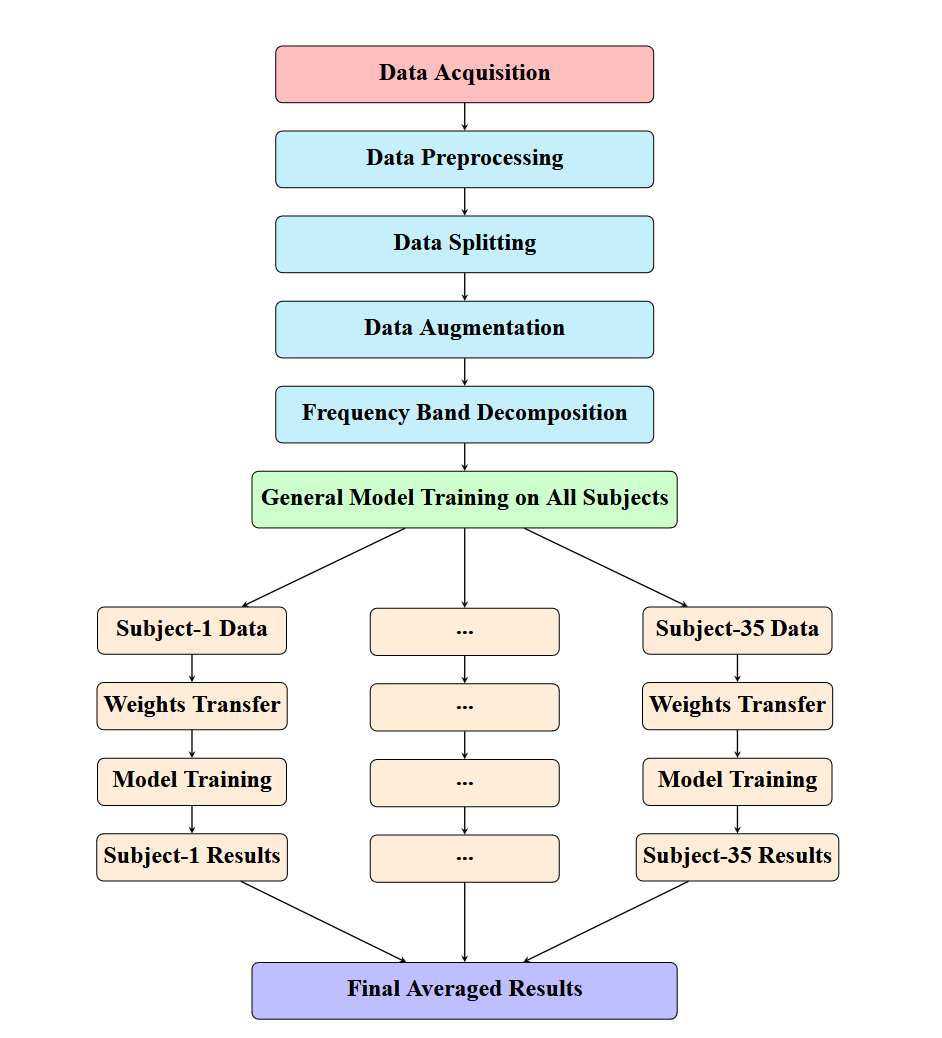 Data Acquisition
Data Preprocessing
Data Splitting
Data Augmentation
Frequency Band Decomposition
General Model Training on All Subjects
Subject-1 Data
Weights Transfer
Model Training
Subject-1 Results
...
...
...
...
Subject-35 Data
Weights Transfer
Model Training
Subject-35 Results
Final Averaged Results